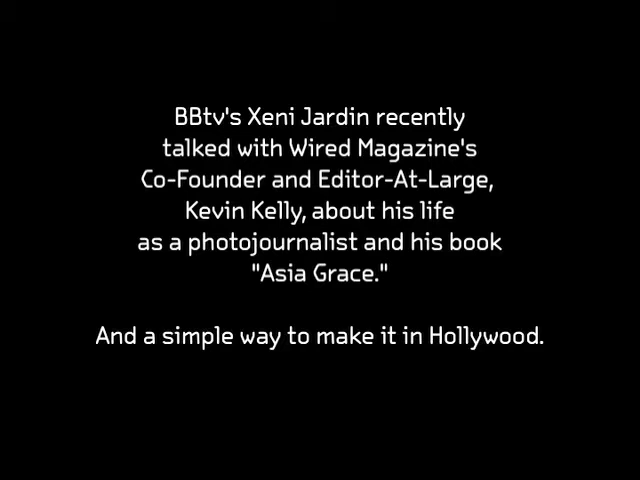 BBtv's Xeni Jardin recently
talked with Wired Magazine's
Co-Founder and Editor-At-Large,
Kevin Kelly, about his life
as a photojournalist and his book
"Asia Grace."
And a simple way to make it in Hollywood.